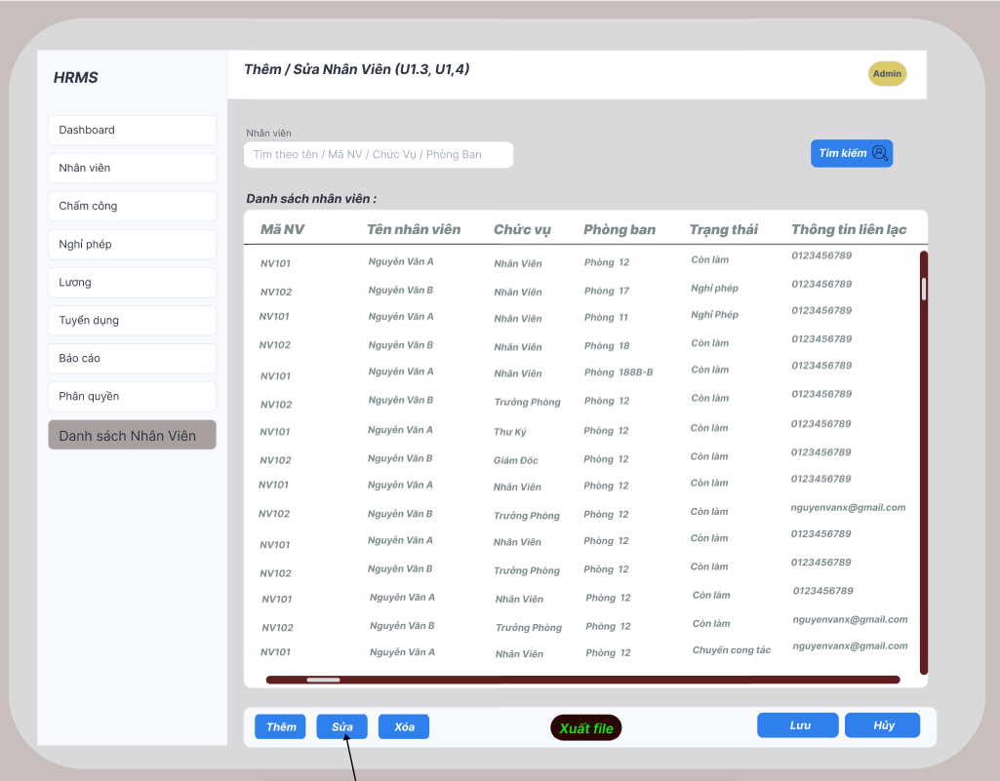 HRMS
Thêm / Sửa Nhân Viên (U1.3, U1,4)
Admin
Dashboard
Nhân viên
Chấm công
Nghỉ phép
Lương
Tuyển dụng
Báo cáo
Phân quyền
Danh sách Nhân Viên
Nhân viên
Tìm theo tên / Mã NV / Chức Vụ / Phòng Ban
Tìm kiếm
Danh sách nhân viên :
Mã NV Tên nhân viên Chức vụ Phòng ban Trạng thái Thông tin liên lạc
NV101 Nguyễn Văn A Nhân Viên Phòng 12 Còn làm 0123456789
NV102 Nguyễn Văn B Nhân Viên Phòng 17 Nghỉ phép 0123456789
NV101 Nguyễn Văn A Nhân Viên Phòng 11 Nghỉ Phép 0123456789
NV102 Nguyễn Văn B Nhân Viên Phòng 18 Còn làm 0123456789
NV101 Nguyễn Văn A Nhân Viên Phòng 188B-B Còn làm 0123456789
NV102 Nguyễn Văn B Trưởng Phòng Phòng 12 Còn làm 0123456789
NV101 Nguyễn Văn A Thư Ký Phòng 12 Còn làm 0123456789
NV102 Nguyễn Văn B Giám Đốc Phòng 12 Còn làm 0123456789
NV101 Nguyễn Văn A Nhân Viên Phòng 12 Còn làm 0123456789
NV102 Nguyễn Văn B Trưởng Phòng Phòng 12 Còn làm nguyenvanx@gmail.com
NV101 Nguyễn Văn A Nhân Viên Phòng 12 Còn làm 0123456789
NV102 Nguyễn Văn B Trưởng Phòng Phòng 12 Còn làm 0123456789
NV101 Nguyễn Văn A Nhân Viên Phòng 12 Còn làm 0123456789
NV102 Nguyễn Văn B Trưởng Phòng Phòng 12 Còn làm nguyenvanx@gmail.com
NV101 Nguyễn Văn A Nhân Viên Phòng 12 Chuyển cong tác nguyenvanx@gmail.com
Thêm Sửa Xóa Xuất file Lưu Hủy